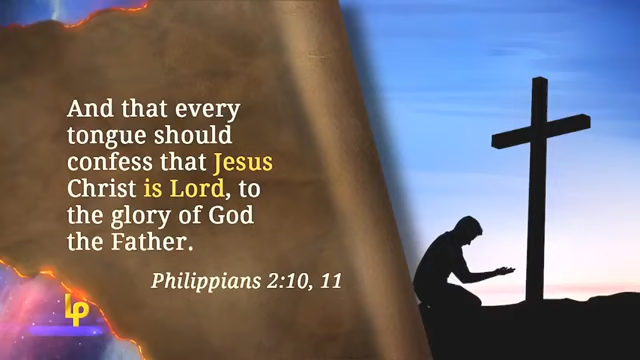 And that every
tongue should
confess that Jesus
Christ is Lord, to
the glory of God
the Father.
Philippians 2:10, 11
LP